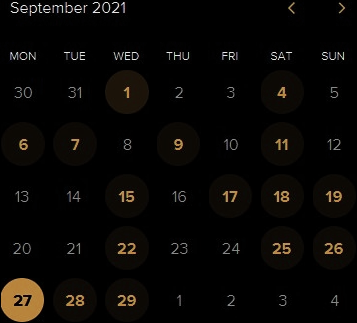 September 2021
MON TUE WED THU FRI SAT SUN
30 31 1 2 3 4 5
6 7 8 9 10 11 12
13 14 15 16 17 18 19
20 21 22 23 24 25 26
27 28 29 1 2 3 4